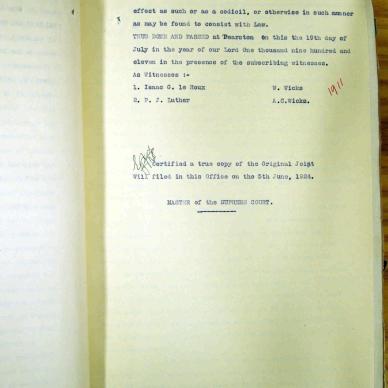 effect as such or as a codicil, or otherwise in such manner
as may be found to consist with Law.
THUS DONE AND PASSED at Pearston on this the 19th day of
July in the year of our Lord One thousand nine hundred and
eleven in the presence of the subscribing witnesses.
As Witnesses :-
1. Isaac G. le Roux W. Wicks
2. P. J. Luther A.C.Wicks.
1911
Certified a true copy of the Original Joint
Will filed in this Office on the 5th June, 1924.
MASTER of the SUPREME COURT.